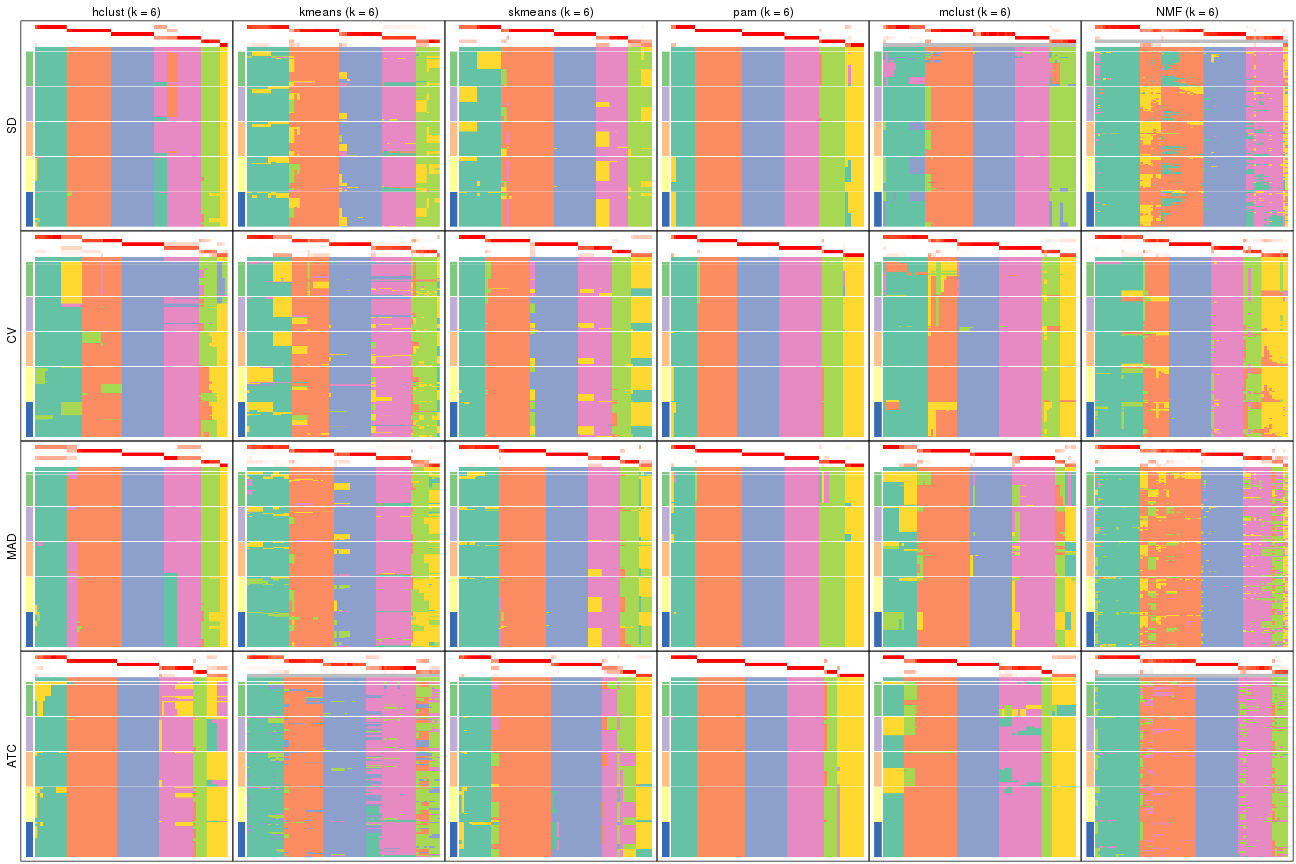 hclust (k = 6) kmeans (k = 6) skmeans (k = 6) pam (k = 6) mclust (k = 6) NMF (k = 6)
SD
CV
MAD
ATC